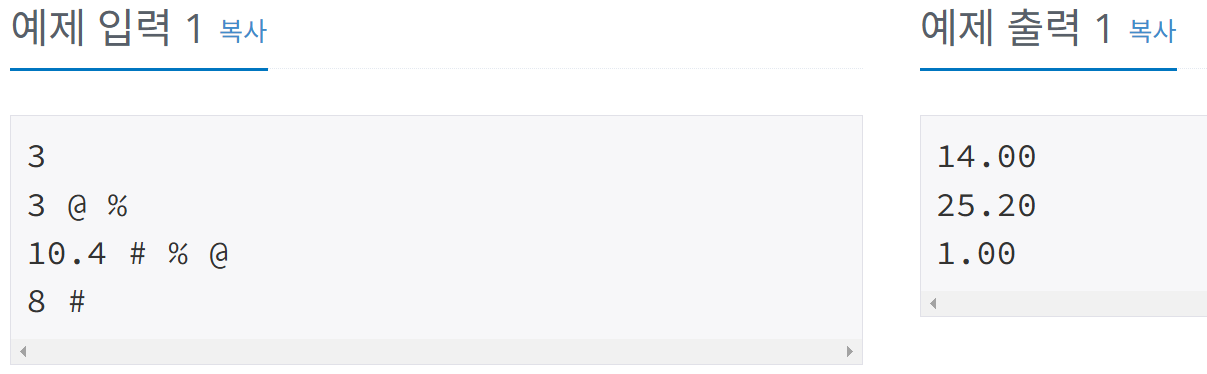 예제 입력 1 복사
3
3 @ %
10.4 # % @
8 #
예제 출력 1 복사
14.00
25.20
1.00